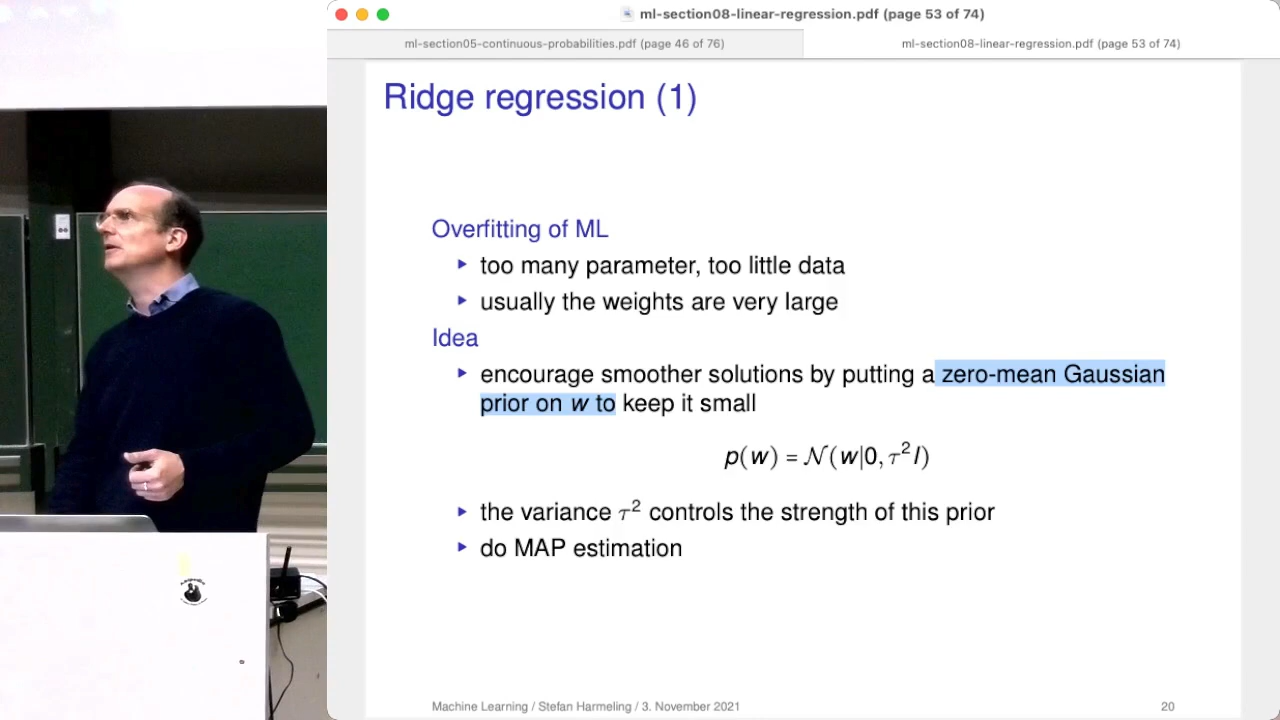 ml-section08-linear-regression.pdf (page 53 of 74)
ml-section05-continuous-probabilities.pdf (page 46 of 76)
ml-section08-linear-regression.pdf (page 53 of 74)
Ridge regression (1)
Overfitting of ML
▸ too many parameter, too little data
▸ usually the weights are very large
Idea
▸ encourage smoother solutions by putting a zero-mean Gaussian
prior on w to keep it small
p(w) = 𝒩(w|0, τ²I)
▸ the variance τ² controls the strength of this prior
▸ do MAP estimation
Machine Learning / Stefan Harmeling / 3. November 2021
20